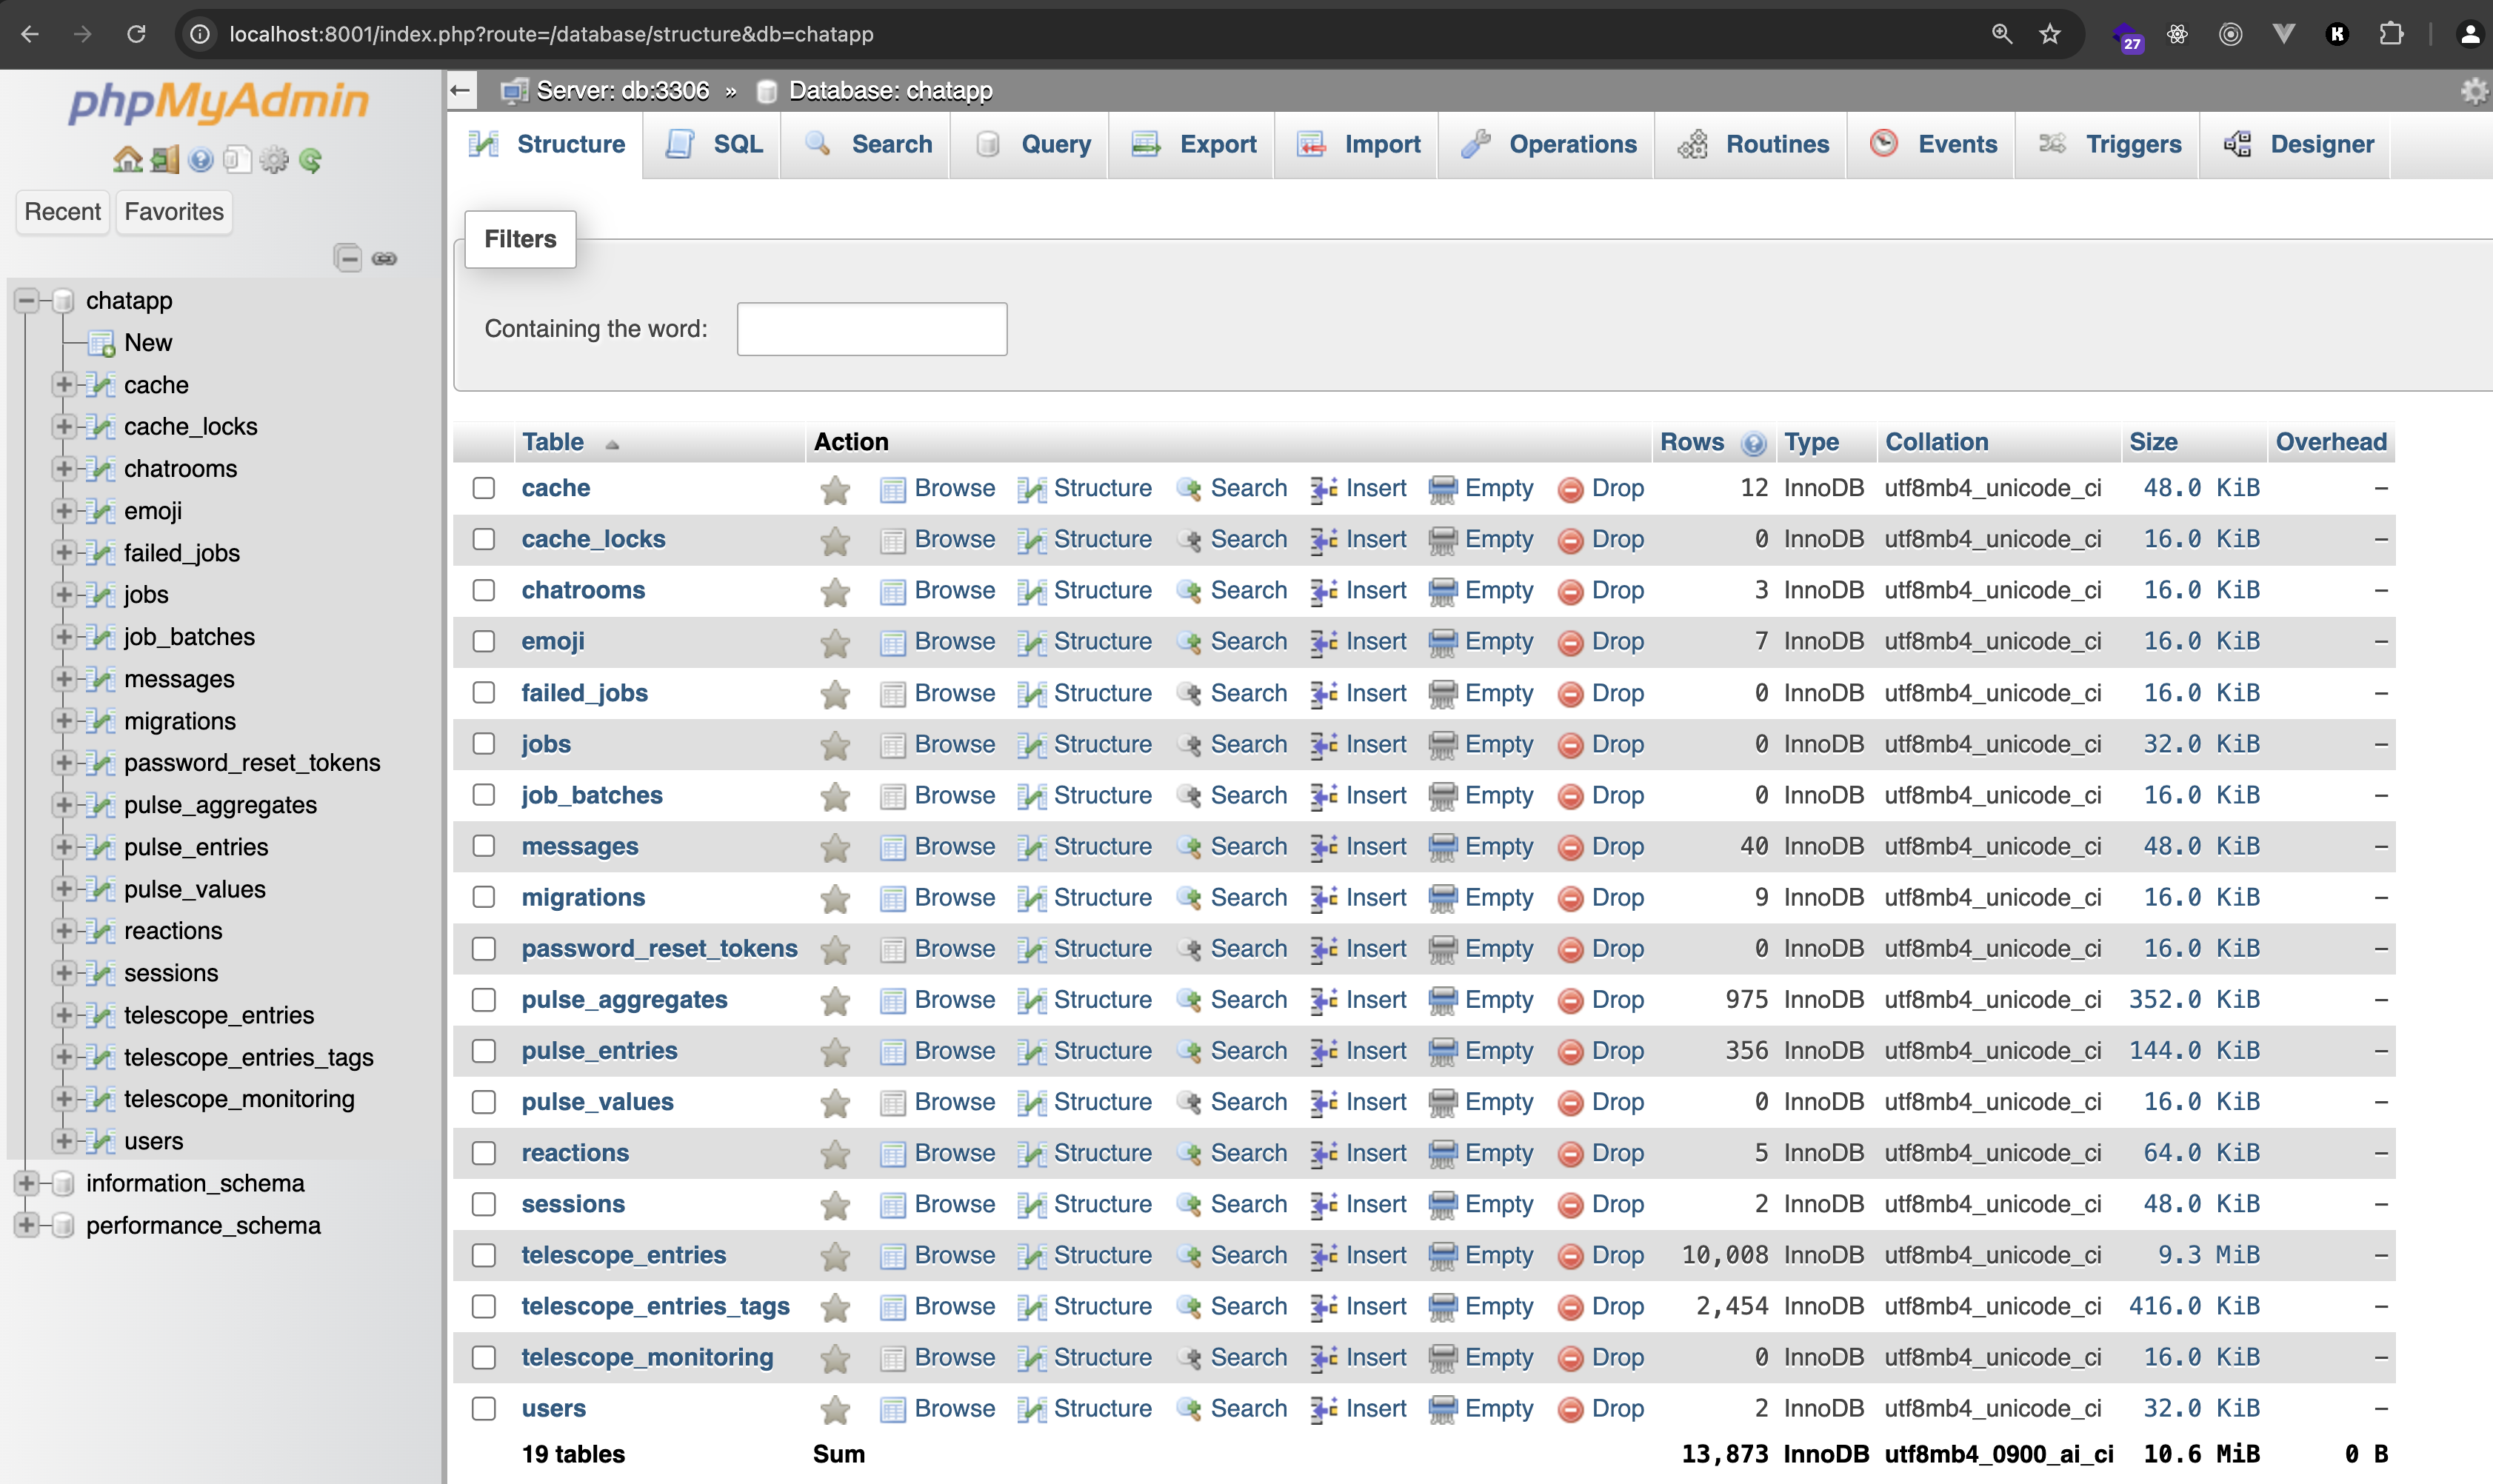 localhost:8001/index.php?route=/database/structure&db=chatapp
27
phpMyAdmin
Recent Favorites
chatapp
New
cache
cache_locks
chatrooms
emoji
failed_jobs
jobs
job_batches
messages
migrations
password_reset_tokens
pulse_aggregates
pulse_entries
pulse_values
reactions
sessions
telescope_entries
telescope_entries_tags
telescope_monitoring
users
information_schema
performance_schema
Server: db:3306 » Database: chatapp
Structure SQL Search Query Export Import Operations Routines Events Triggers Designer
Filters
Containing the word:
Table Action Rows Type Collation Size Overhead
cache Browse Structure Search Insert Empty Drop 12 InnoDB utf8mb4_unicode_ci 48.0 KiB –
cache_locks Browse Structure Search Insert Empty Drop 0 InnoDB utf8mb4_unicode_ci 16.0 KiB –
chatrooms Browse Structure Search Insert Empty Drop 3 InnoDB utf8mb4_unicode_ci 16.0 KiB –
emoji Browse Structure Search Insert Empty Drop 7 InnoDB utf8mb4_unicode_ci 16.0 KiB –
failed_jobs Browse Structure Search Insert Empty Drop 0 InnoDB utf8mb4_unicode_ci 16.0 KiB –
jobs Browse Structure Search Insert Empty Drop 0 InnoDB utf8mb4_unicode_ci 32.0 KiB –
job_batches Browse Structure Search Insert Empty Drop 0 InnoDB utf8mb4_unicode_ci 16.0 KiB –
messages Browse Structure Search Insert Empty Drop 40 InnoDB utf8mb4_unicode_ci 48.0 KiB –
migrations Browse Structure Search Insert Empty Drop 9 InnoDB utf8mb4_unicode_ci 16.0 KiB –
password_reset_tokens Browse Structure Search Insert Empty Drop 0 InnoDB utf8mb4_unicode_ci 16.0 KiB –
pulse_aggregates Browse Structure Search Insert Empty Drop 975 InnoDB utf8mb4_unicode_ci 352.0 KiB –
pulse_entries Browse Structure Search Insert Empty Drop 356 InnoDB utf8mb4_unicode_ci 144.0 KiB –
pulse_values Browse Structure Search Insert Empty Drop 0 InnoDB utf8mb4_unicode_ci 16.0 KiB –
reactions Browse Structure Search Insert Empty Drop 5 InnoDB utf8mb4_unicode_ci 64.0 KiB –
sessions Browse Structure Search Insert Empty Drop 2 InnoDB utf8mb4_unicode_ci 48.0 KiB –
telescope_entries Browse Structure Search Insert Empty Drop 10,008 InnoDB utf8mb4_unicode_ci 9.3 MiB –
telescope_entries_tags Browse Structure Search Insert Empty Drop 2,454 InnoDB utf8mb4_unicode_ci 416.0 KiB –
telescope_monitoring Browse Structure Search Insert Empty Drop 0 InnoDB utf8mb4_unicode_ci 16.0 KiB –
users Browse Structure Search Insert Empty Drop 2 InnoDB utf8mb4_unicode_ci 32.0 KiB –
19 tables Sum 13,873 InnoDB utf8mb4_0900_ai_ci 10.6 MiB 0 B